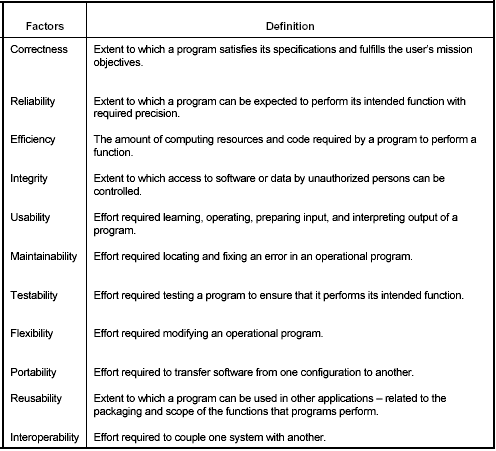 Factors Definition
Correctness Extent to which a program satisfies its specifications and fulfills the user's mission
objectives.
Reliability Extent to which a program can be expected to perform its intended function with
required precision.
Efficiency The amount of computing resources and code required by a program to perform a
function.
Integrity Extent to which access to software or data by unauthorized persons can be
controlled.
Usability Effort required learning, operating, preparing input, and interpreting output of a
program.
Maintainability Effort required locating and fixing an error in an operational program.
Testability Effort required testing a program to ensure that it performs its intended function.
Flexibility Effort required modifying an operational program.
Portability Effort required to transfer software from one configuration to another.
Reusability Extent to which a program can be used in other applications – related to the
packaging and scope of the functions that programs perform.
Interoperability Effort required to couple one system with another.